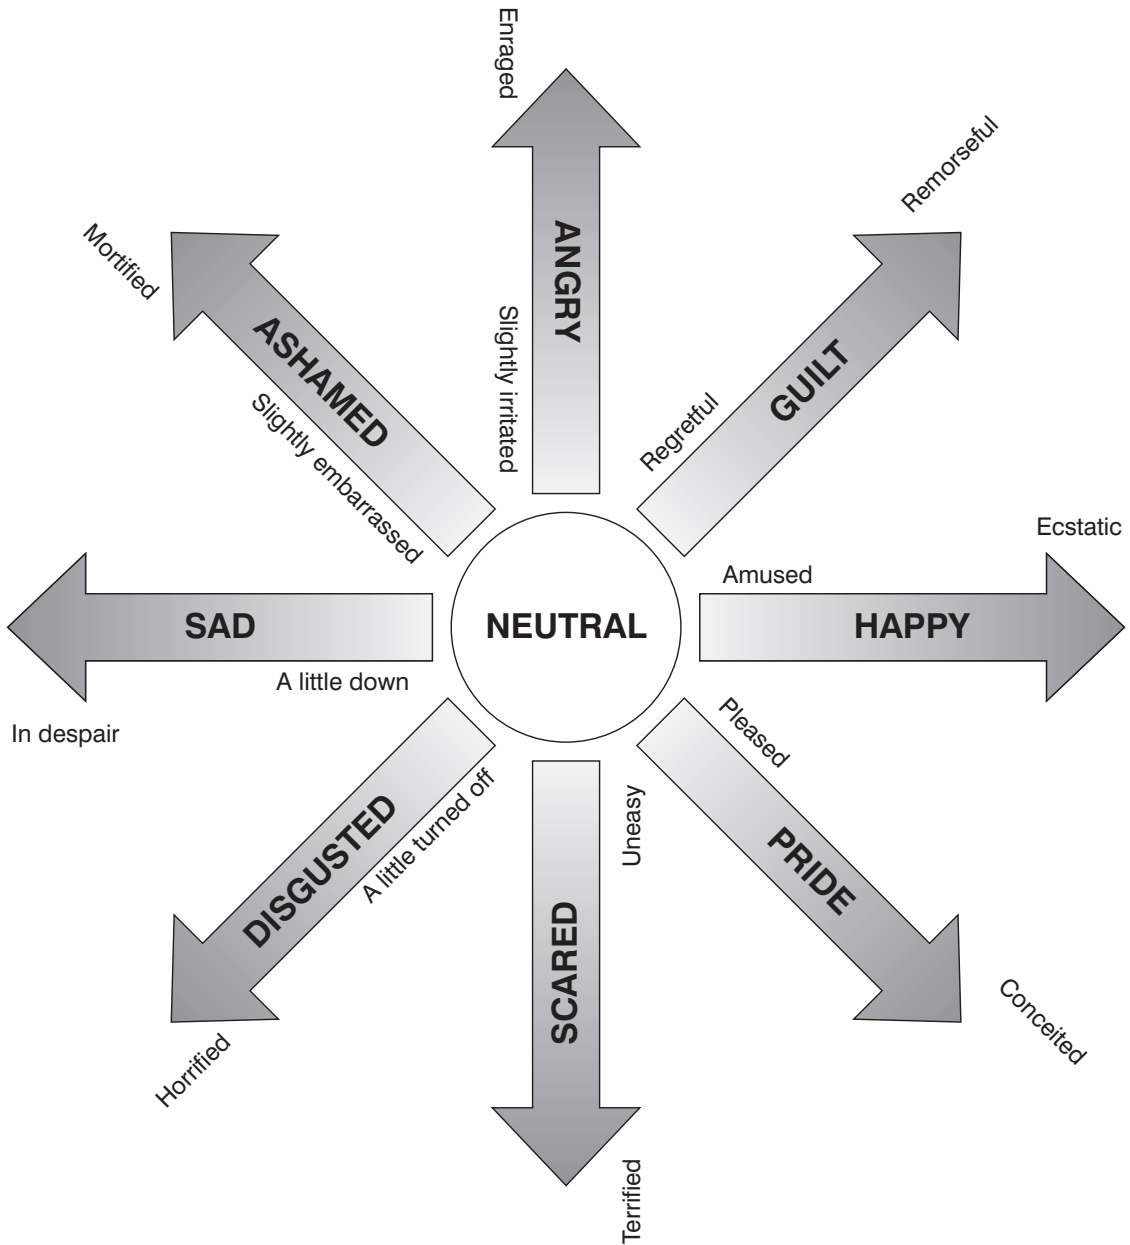 Enraged
ANGRY
Slightly irritated
Remorseful
GUILT
Regretful
Mortified
ASHAMED
Slightly embarrassed
Ecstatic
Amused
HAPPY
NEUTRAL
SAD
A little down
In despair
Pleased
PRIDE
Conceited
A little turned off
DISGUSTED
Horrified
Uneasy
SCARED
Terrified